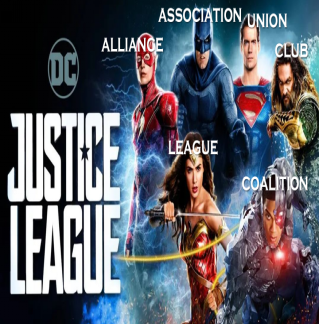 ASSOCIATION
UNION
ALLIANCE
CLUB
DC
JUSTICE
LEAGUE
LEAGUE
COALITION